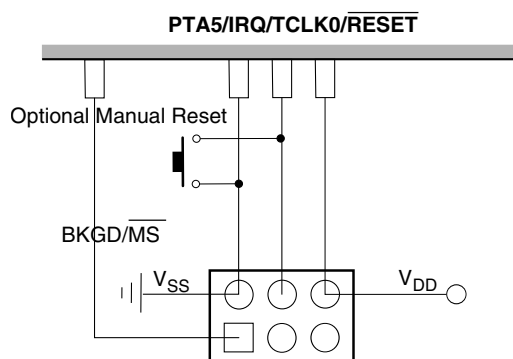 PTA5/IRQ/TCLK0/RESET
Optional Manual Reset
BKGD/MS
VSS
VDD